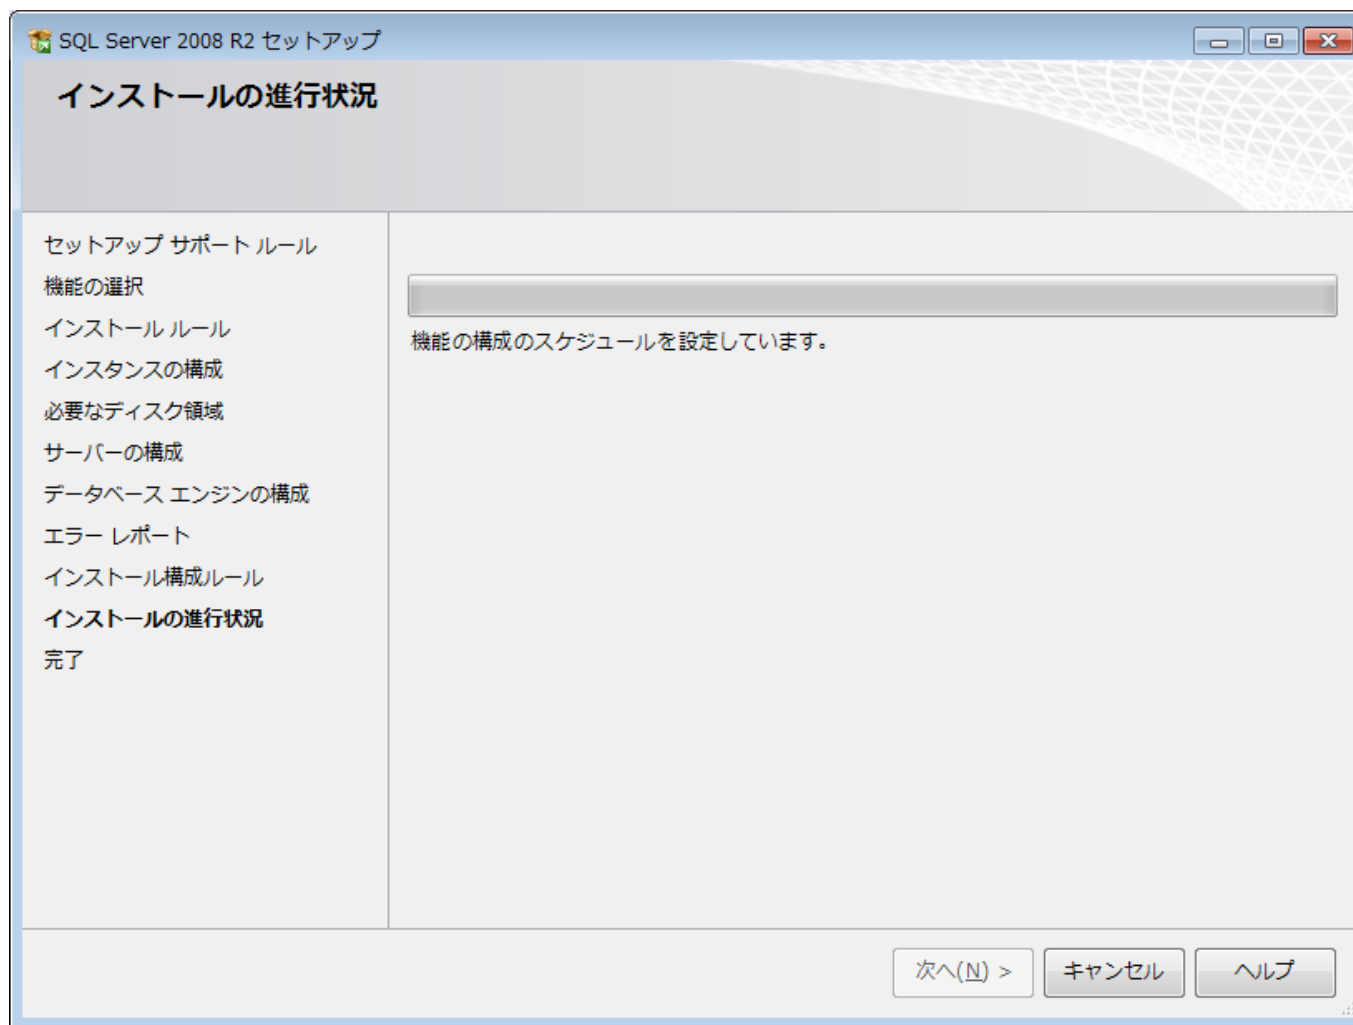 SQL Server 2008 R2 セットアップ
インストールの進行状況
セットアップ サポート ルール
機能の選択
インストール ルール
インスタンスの構成
必要なディスク領域
サーバーの構成
データベース エンジンの構成
エラー レポート
インストール構成ルール
インストールの進行状況
完了
機能の構成のスケジュールを設定しています。
次へ(N) >
キャンセル
ヘルプ